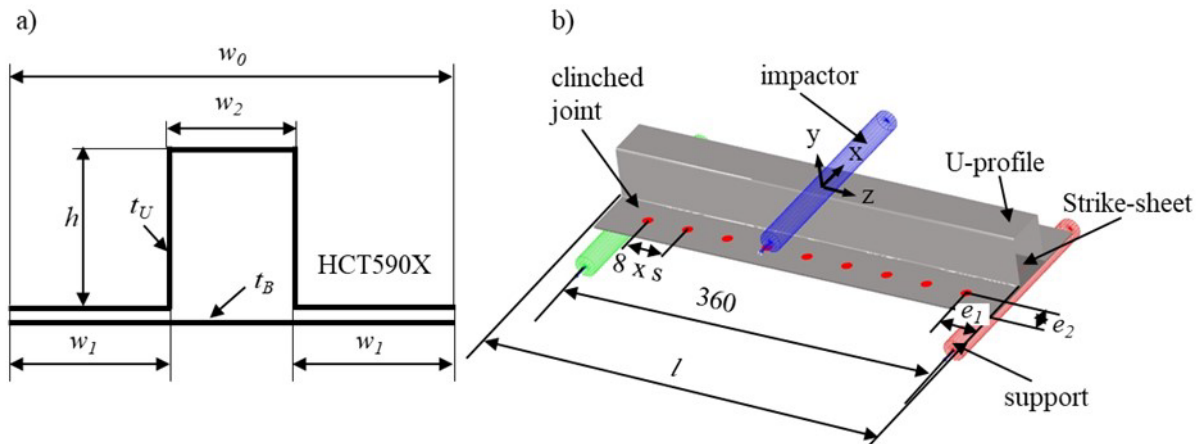 a)
w0
w2
h
tU
HCT590X
tB
w1
w1
b)
clinched
joint
impactor
y
x
z
U-profile
Strike-sheet
8 x s
360
e1
e2
l
support